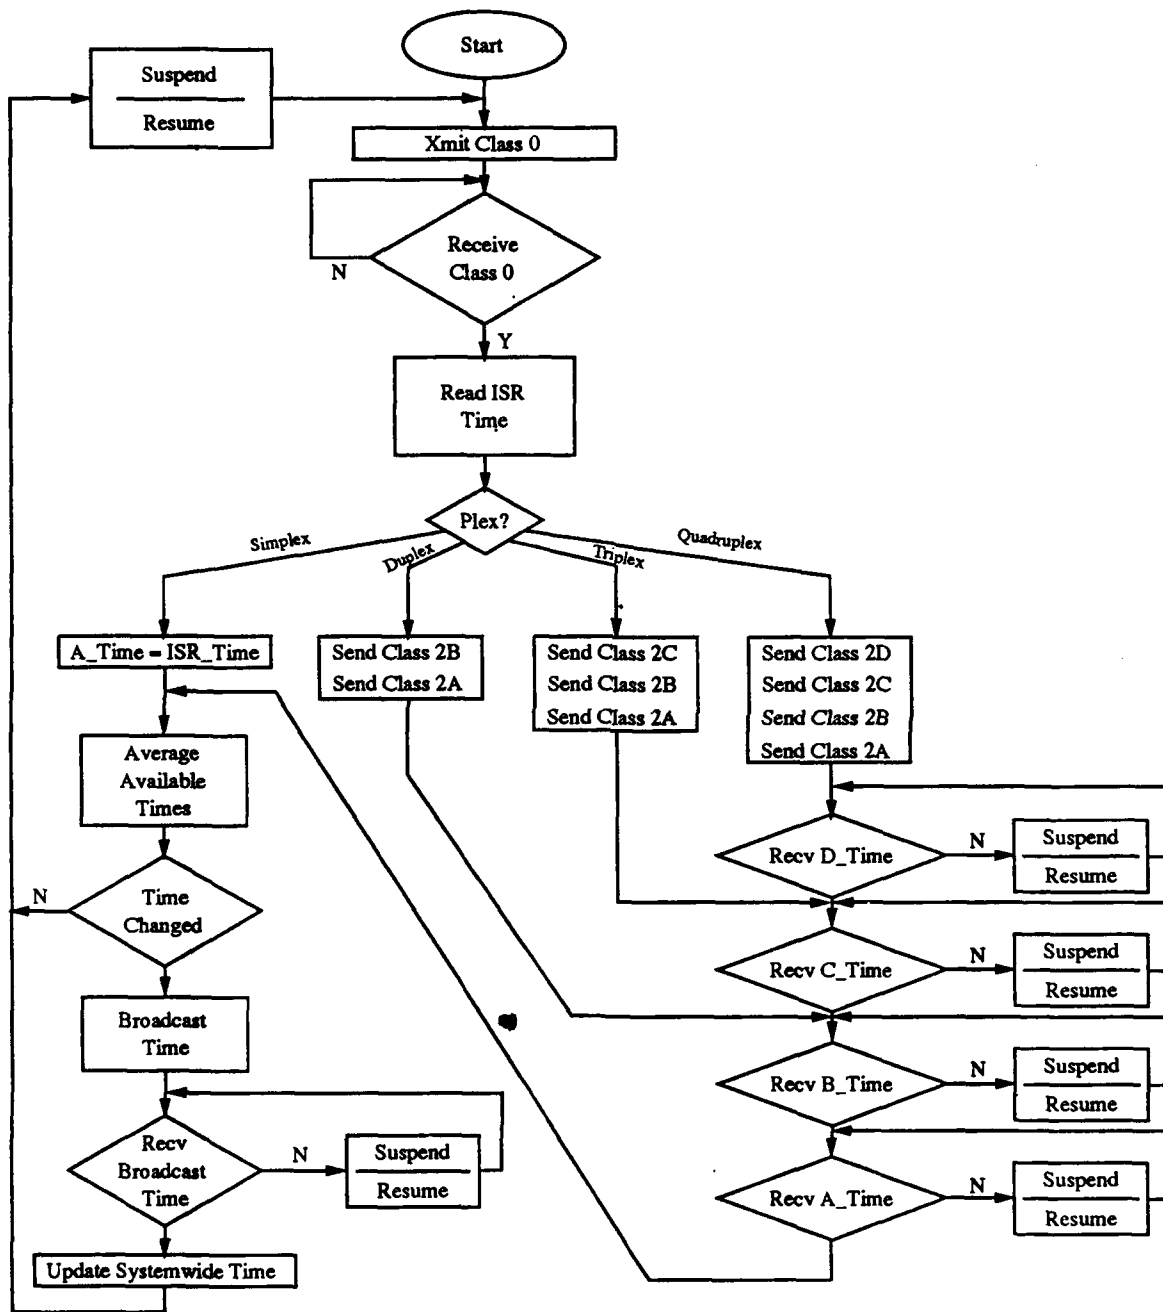 Start
Suspend
Resume
Xmit Class 0
Receive
Class 0
N
Y
Read ISR
Time
Plex?
Simplex
Duplex
Triplex
Quadruplex
A_Time = ISR_Time
Send Class 2B
Send Class 2A
Send Class 2C
Send Class 2B
Send Class 2A
Send Class 2D
Send Class 2C
Send Class 2B
Send Class 2A
Average
Available
Times
Recv D_Time
N
Suspend
Resume
Time
Changed
N
Recv C_Time
N
Suspend
Resume
Broadcast
Time
Recv B_Time
N
Suspend
Resume
Recv
Broadcast
Time
N
Suspend
Resume
Recv A_Time
N
Suspend
Resume
Update Systemwide Time